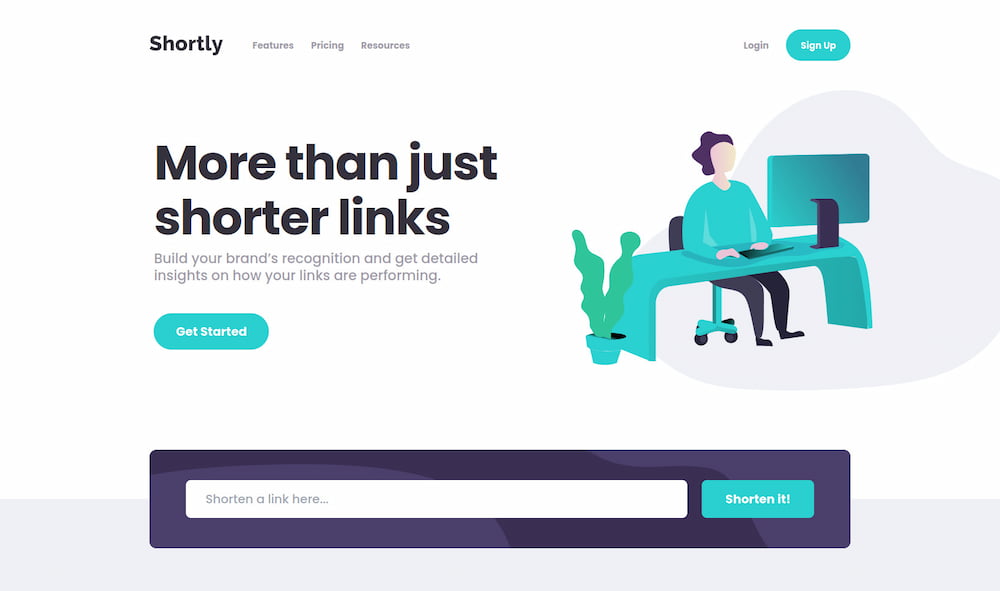 Shortly
Features
Pricing
Resources
Login
Sign Up
More than just
shorter links
Build your brand’s recognition and get detailed
insights on how your links are performing.
Get Started
Shorten a link here...
Shorten it!